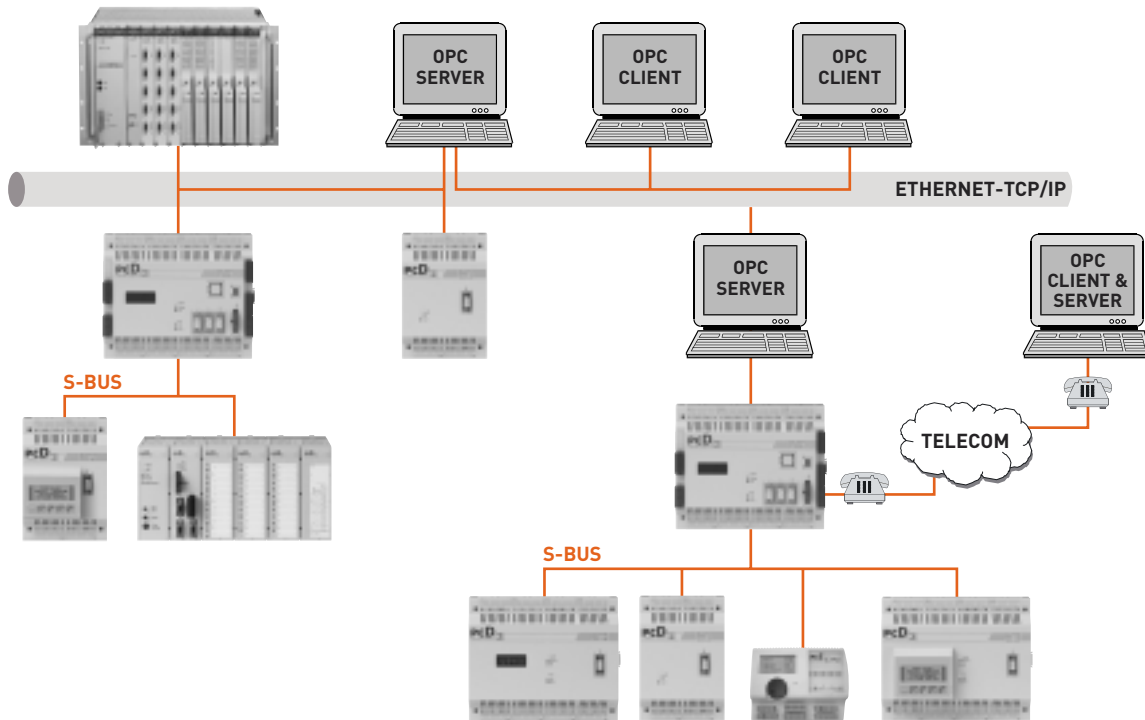 OPC
SERVER
OPC
CLIENT
OPC
CLIENT
ETHERNET-TCP/IP
PCD
PCD
OPC
SERVER
OPC
CLIENT &
SERVER
S-BUS
PCD
PCD
TELECOM
S-BUS
PCD
PCD
PCD